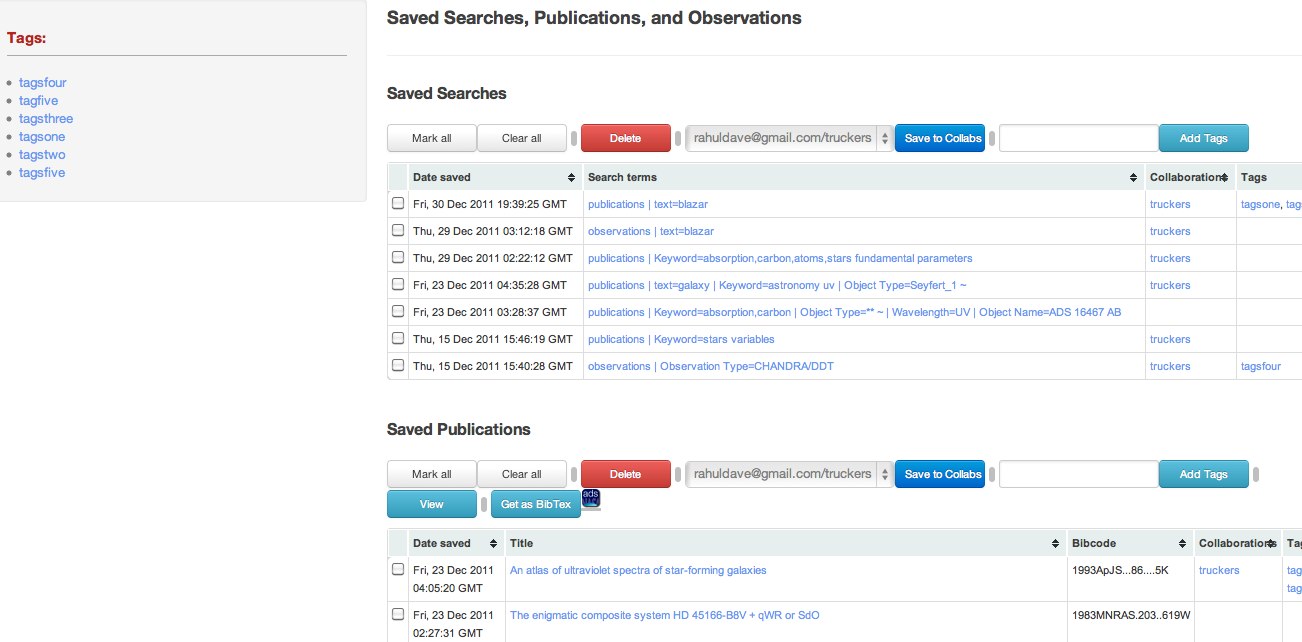 Saved Searches, Publications, and Observations
Tags:
tagsfour
tagfive
tagsthree
tagsone
tagstwo
tagsfive
Saved Searches
Mark all Clear all Delete rahuldave@gmail.com/truckers Save to Collabs Add Tags
Date saved Search terms Collaborations Tags
Fri, 30 Dec 2011 19:39:25 GMT publications | text=blazar truckers tagsone, tag
Thu, 29 Dec 2011 03:12:18 GMT observations | text=blazar truckers
Thu, 29 Dec 2011 02:22:12 GMT publications | Keyword=absorption,carbon,atoms,stars fundamental parameters truckers
Fri, 23 Dec 2011 04:35:28 GMT publications | text=galaxy | Keyword=astronomy uv | Object Type=Seyfert_1 ~ truckers
Fri, 23 Dec 2011 03:28:37 GMT publications | Keyword=absorption,carbon | Object Type=** ~ | Wavelength=UV | Object Name=ADS 16467 AB
Thu, 15 Dec 2011 15:46:19 GMT publications | Keyword=stars variables truckers
Thu, 15 Dec 2011 15:40:28 GMT observations | Observation Type=CHANDRA/DDT truckers tagsfour
Saved Publications
Mark all Clear all Delete rahuldave@gmail.com/truckers Save to Collabs Add Tags
View Get as BibTex ads
Date saved Title Bibcode Collaborations Tag
Fri, 23 Dec 2011 An atlas of ultraviolet spectra of star-forming galaxies 1993ApJS...86....5K truckers tag
04:05:20 GMT tag
Fri, 23 Dec 2011 The enigmatic composite system HD 45166-B8V + qWR or SdO 1983MNRAS.203..619W
02:27:31 GMT